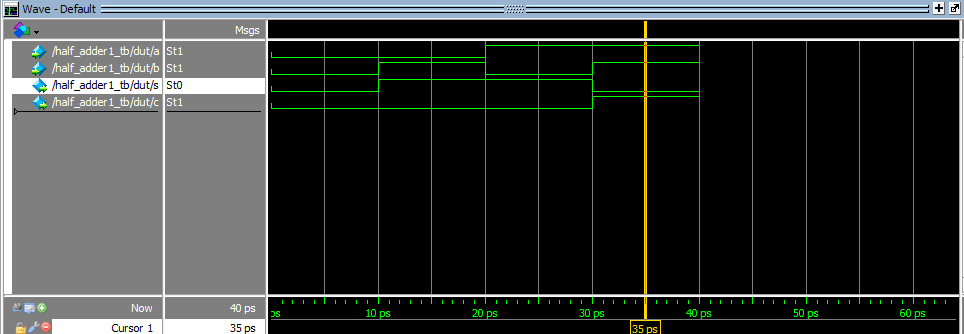 Wave - Default
Msgs
/half_adder1_tb/dut/a St1
/half_adder1_tb/dut/b St1
/half_adder1_tb/dut/s St0
/half_adder1_tb/dut/c St1
Now 40 ps ps 10 ps 20 ps 30 ps 40 ps 50 ps 60 ps
Cursor 1 35 ps 35 ps